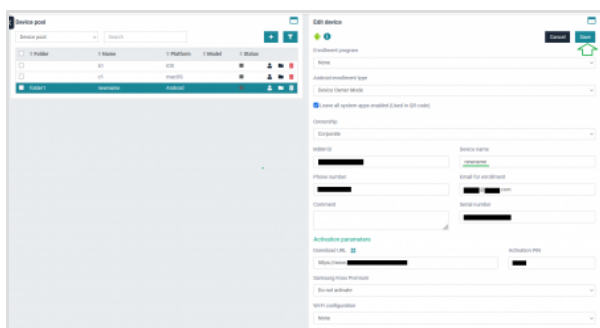 Device pool
Device pool
Search
Folder Name Platform Model Status
iOS
c1 macOS
folder1 newname Android
Edit device
Cancel Save
Enrollment program
None
Android enrollment type
Device Owner Mode
Leave all system apps enabled (Used in QR code)
Ownership
Corporate
Device name
newname
Phone number Email for enrollment
.com
Comment Serial number
Activation parameters
Download URL Activation PIN
https://www.
Samsung Knox Premium
Do not activate
Wi-Fi configuration
None